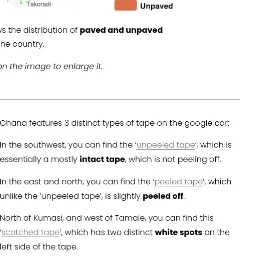 Takoradi
Unpaved
s the distribution of paved and unpaved
he country.
on the image to enlarge it.
Ghana features 3 distinct types of tape on the google car:
In the southwest, you can find the ‘unpeeled tape’, which is
essentially a mostly intact tape, which is not peeling off.
In the east and north, you can find the ‘peeled tape’, which
unlike the ‘unpeeled tape’, is slightly peeled off.
North of Kumasi, and west of Tamale, you can find this
‘scotched tape’, which has two distinct white spots on the
left side of the tape.